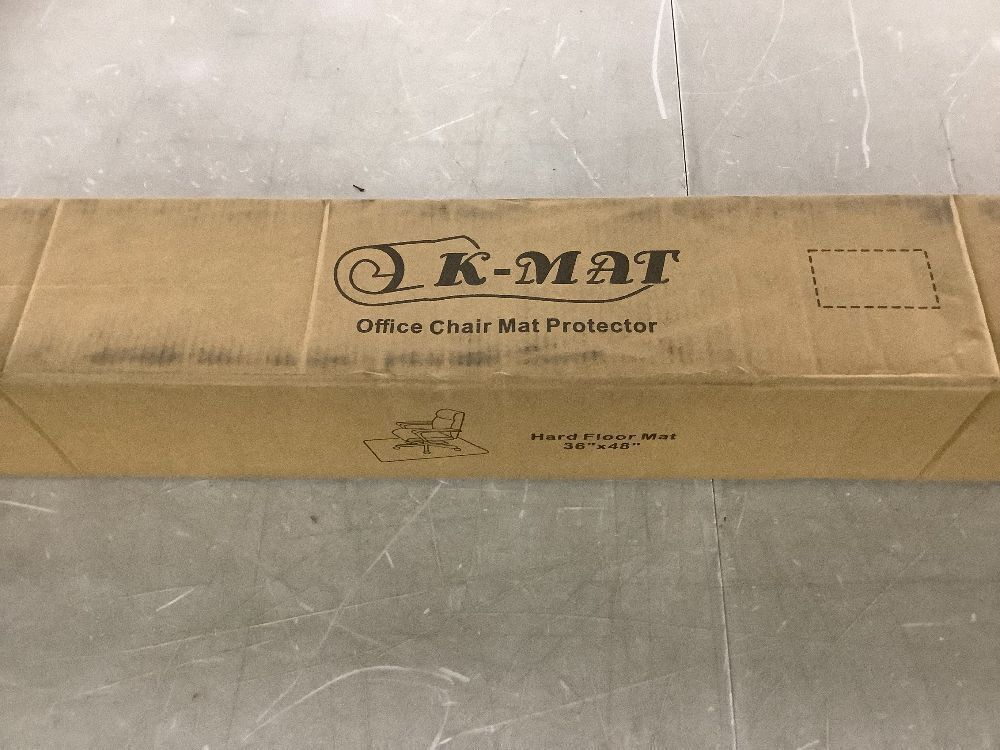 K-MAT
Office Chair Mat Protector
Hard Floor Mat
36"x48"